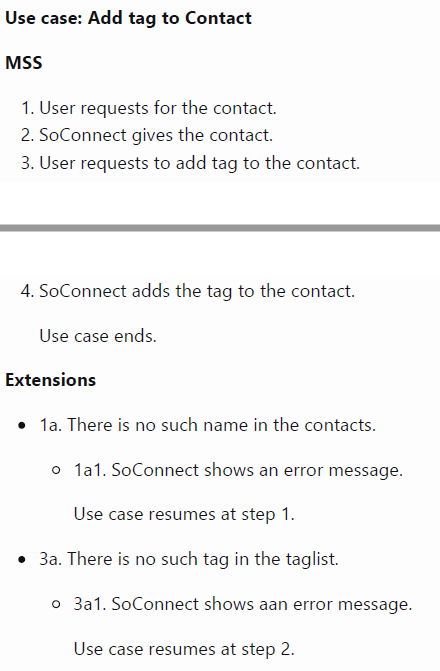 Use case: Add tag to Contact
MSS
1. User requests for the contact.
2. SoConnect gives the contact.
3. User requests to add tag to the contact.
4. SoConnect adds the tag to the contact.
Use case ends.
Extensions
• 1a. There is no such name in the contacts.
○ 1a1. SoConnect shows an error message.
Use case resumes at step 1.
• 3a. There is no such tag in the taglist.
○ 3a1. SoConnect shows aan error message.
Use case resumes at step 2.